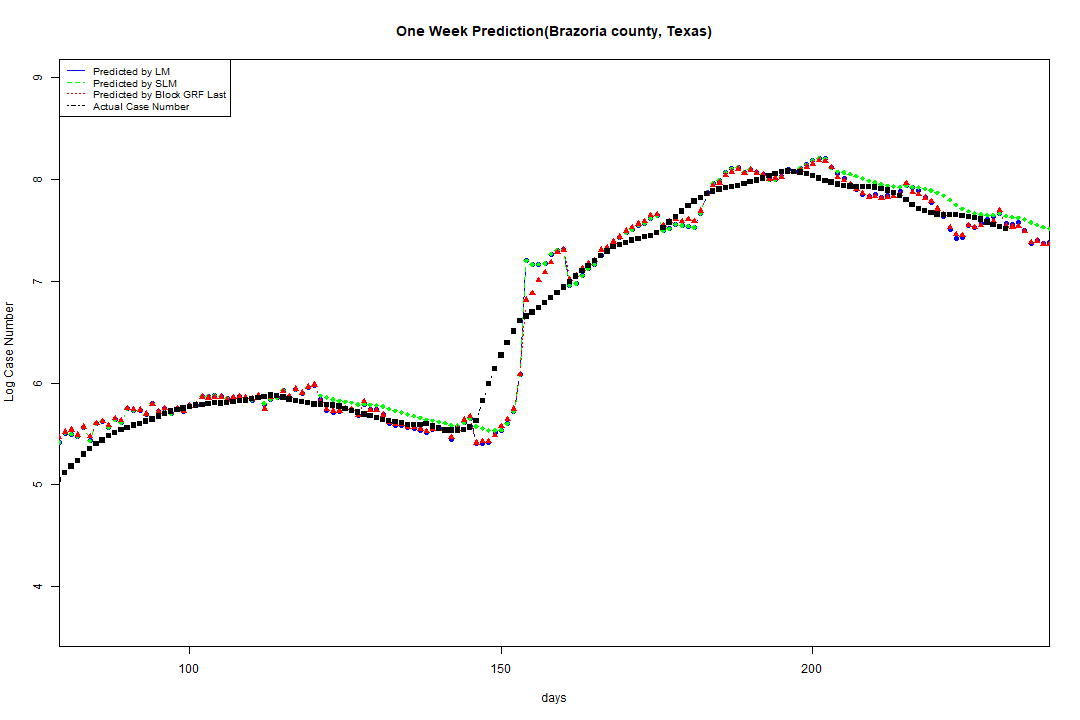 One Week Prediction(Brazoria county, Texas)
Predicted by LM
Predicted by SLM
Predicted by Block GRF Last
Actual Case Number
9
8
7
6
5
4
Log Case Number
100 150 200
days